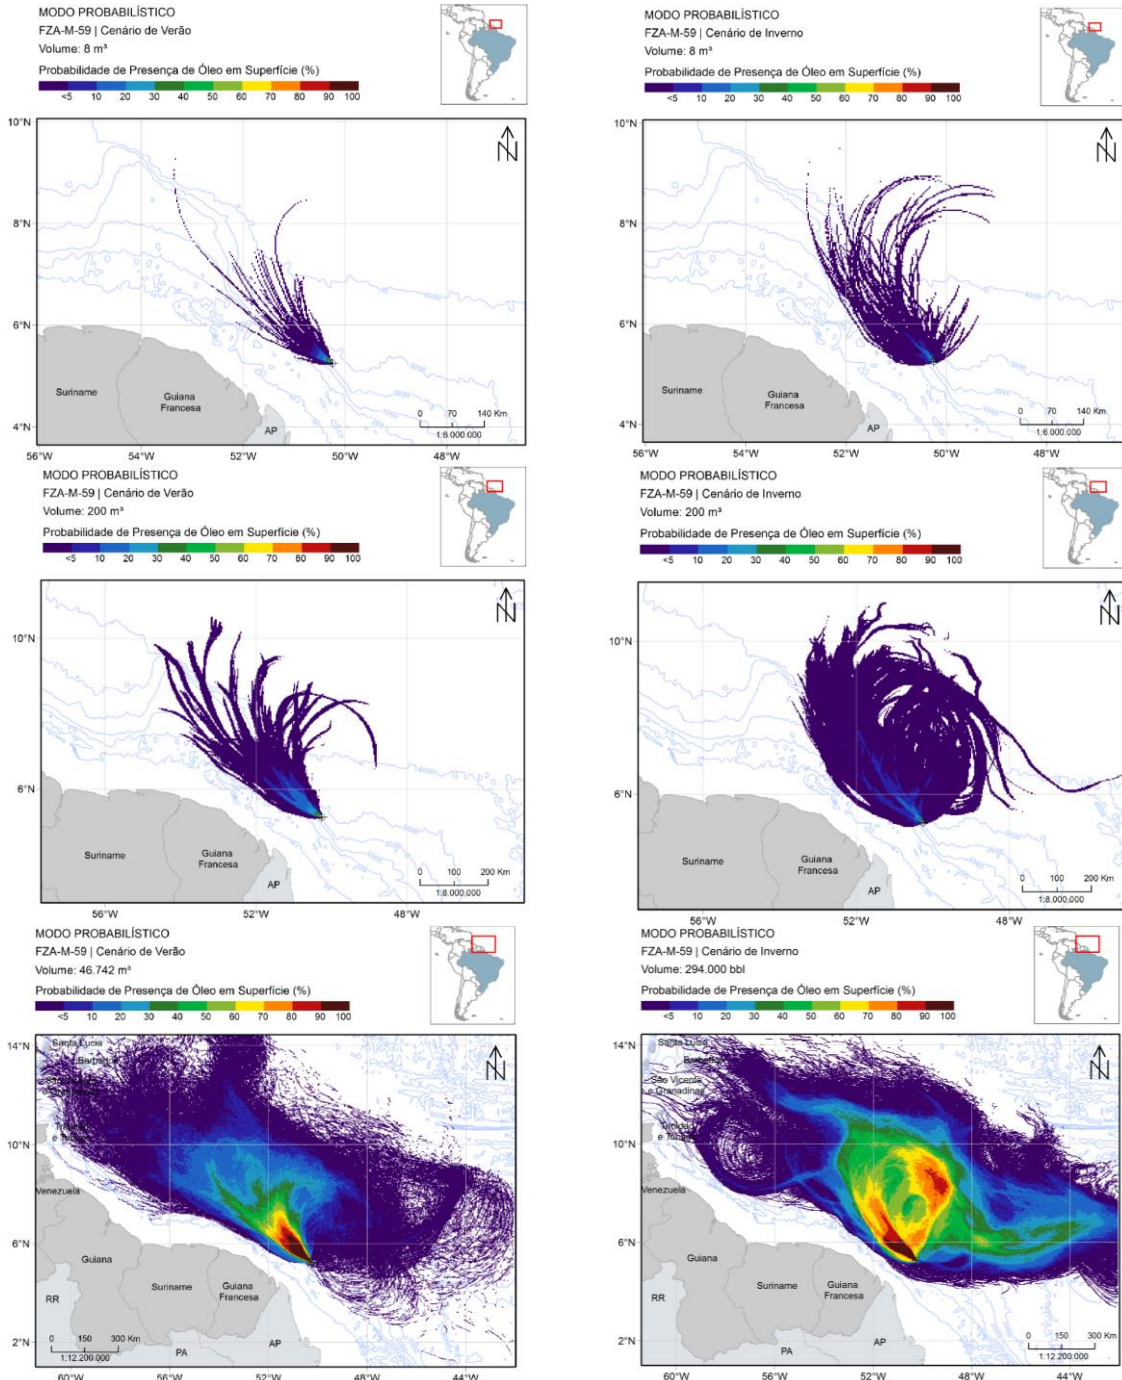 MODO PROBABILÍSTICO
FZA-M-59 | Cenário de Verão
Volume: 8 m³
Probabilidade de Presença de Óleo em Superfície (%)
<5 10 20 30 40 50 60 70 80 90 100
10°N
8°N
6°N
4°N
Suriname
Guiana
Francesa
AP
N
0 70 140 Km
1:6.000.000
56°W 54°W 52°W 50°W 48°W
MODO PROBABILÍSTICO
FZA-M-59 | Cenário de Inverno
Volume: 8 m³
Probabilidade de Presença de Óleo em Superfície (%)
<5 10 20 30 40 50 60 70 80 90 100
10°N
8°N
6°N
4°N
Suriname
Guiana
Francesa
AP
N
0 70 140 Km
1:6.000.000
56°W 54°W 52°W 50°W 48°W
MODO PROBABILÍSTICO
FZA-M-59 | Cenário de Verão
Volume: 200 m³
Probabilidade de Presença de Óleo em Superfície (%)
<5 10 20 30 40 50 60 70 80 90 100
10°N
6°N
Suriname
Guiana
Francesa
AP
N
0 100 200 Km
1:8.000.000
56°W 52°W 48°W
MODO PROBABILÍSTICO
FZA-M-59 | Cenário de Inverno
Volume: 200 m³
Probabilidade de Presença de Óleo em Superfície (%)
<5 10 20 30 40 50 60 70 80 90 100
10°N
6°N
Suriname
Guiana
Francesa
AP
N
0 100 200 Km
1:8.000.000
56°W 52°W 48°W
MODO PROBABILÍSTICO
FZA-M-59 | Cenário de Verão
Volume: 46.742 m³
Probabilidade de Presença de Óleo em Superfície (%)
<5 10 20 30 40 50 60 70 80 90 100
14°N
12°N
10°N
8°N
6°N
2°N
Santa Lucia
Venezuela
Guiana
Suriname
Guiana
Francesa
RR
PA
AP
N
0 150 300 Km
1:12.200.000
60°W 56°W 52°W 48°W 44°W
MODO PROBABILÍSTICO
FZA-M-59 | Cenário de Inverno
Volume: 294.000 bbl
Probabilidade de Presença de Óleo em Superfície (%)
<5 10 20 30 40 50 60 70 80 90 100
14°N
10°N
6°N
2°N
Santa Lucia
São Vicente
e Granadinas
Venezuela
Guiana
Suriname
Guiana
Francesa
RR
PA
AP
N
0 150 300 Km
1:12.200.000
60°W 56°W 52°W 48°W 44°W